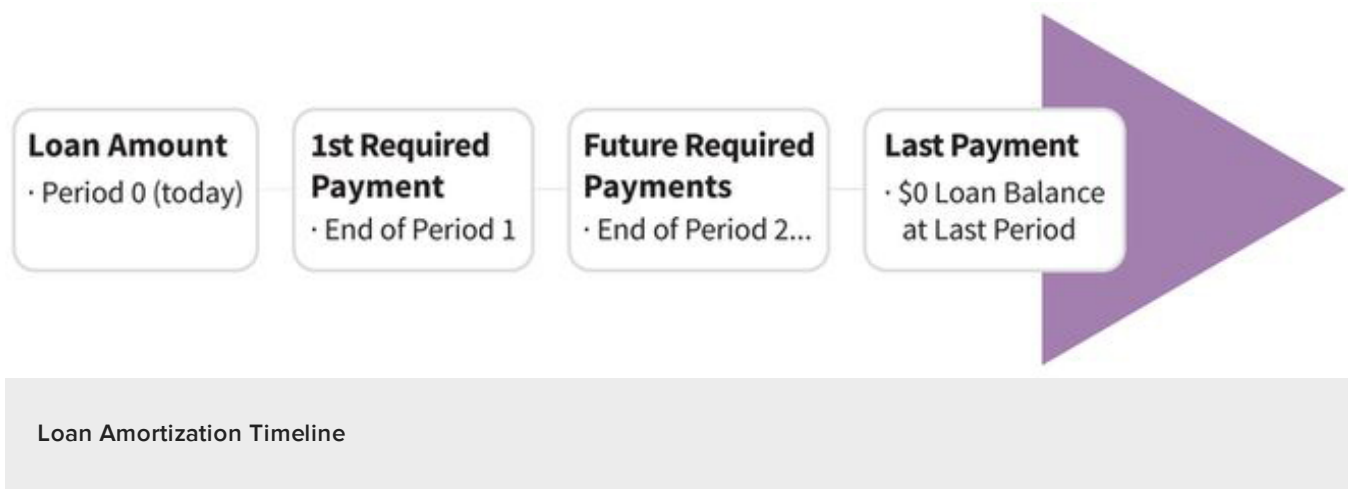 Loan Amount
· Period 0 (today)
1st Required
Payment
· End of Period 1
Future Required
Payments
· End of Period 2...
Last Payment
· $0 Loan Balance
at Last Period
Loan Amortization Timeline